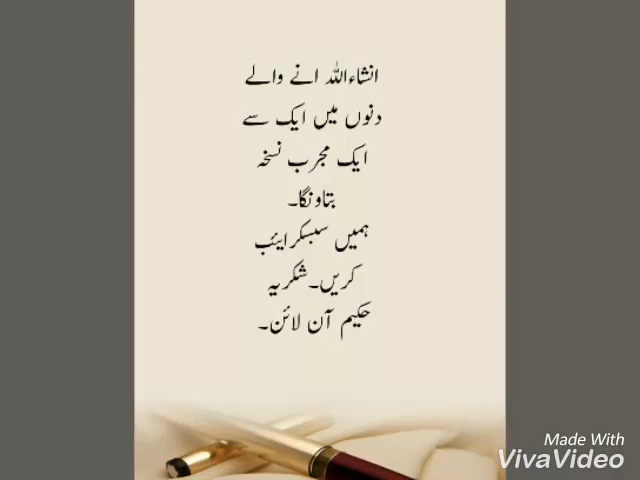 انشاءاللہ انے والے
دنوں میں ایک سے
ایک مجرب نسخہ
بتاونگا۔
ہمیں سبسکرایئب
کریں۔شکریہ
حکیم آن لائن۔
Made With
VivaVideo